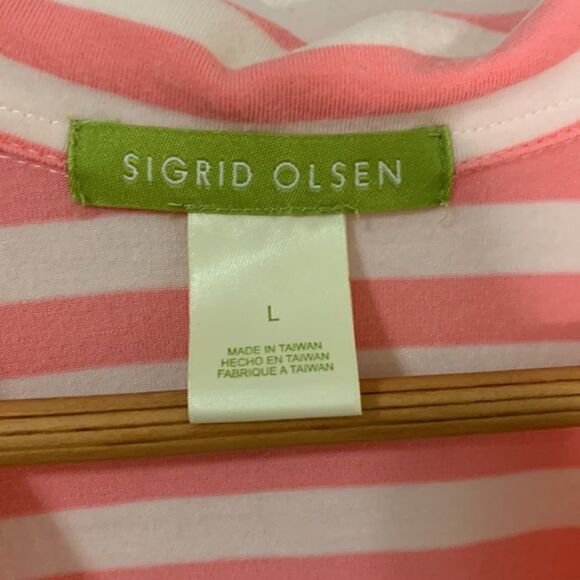 SIGRID OLSEN
L
MADE IN TAIWAN
HECHO EN TAIWAN
FABRIQUE A TAIWAN